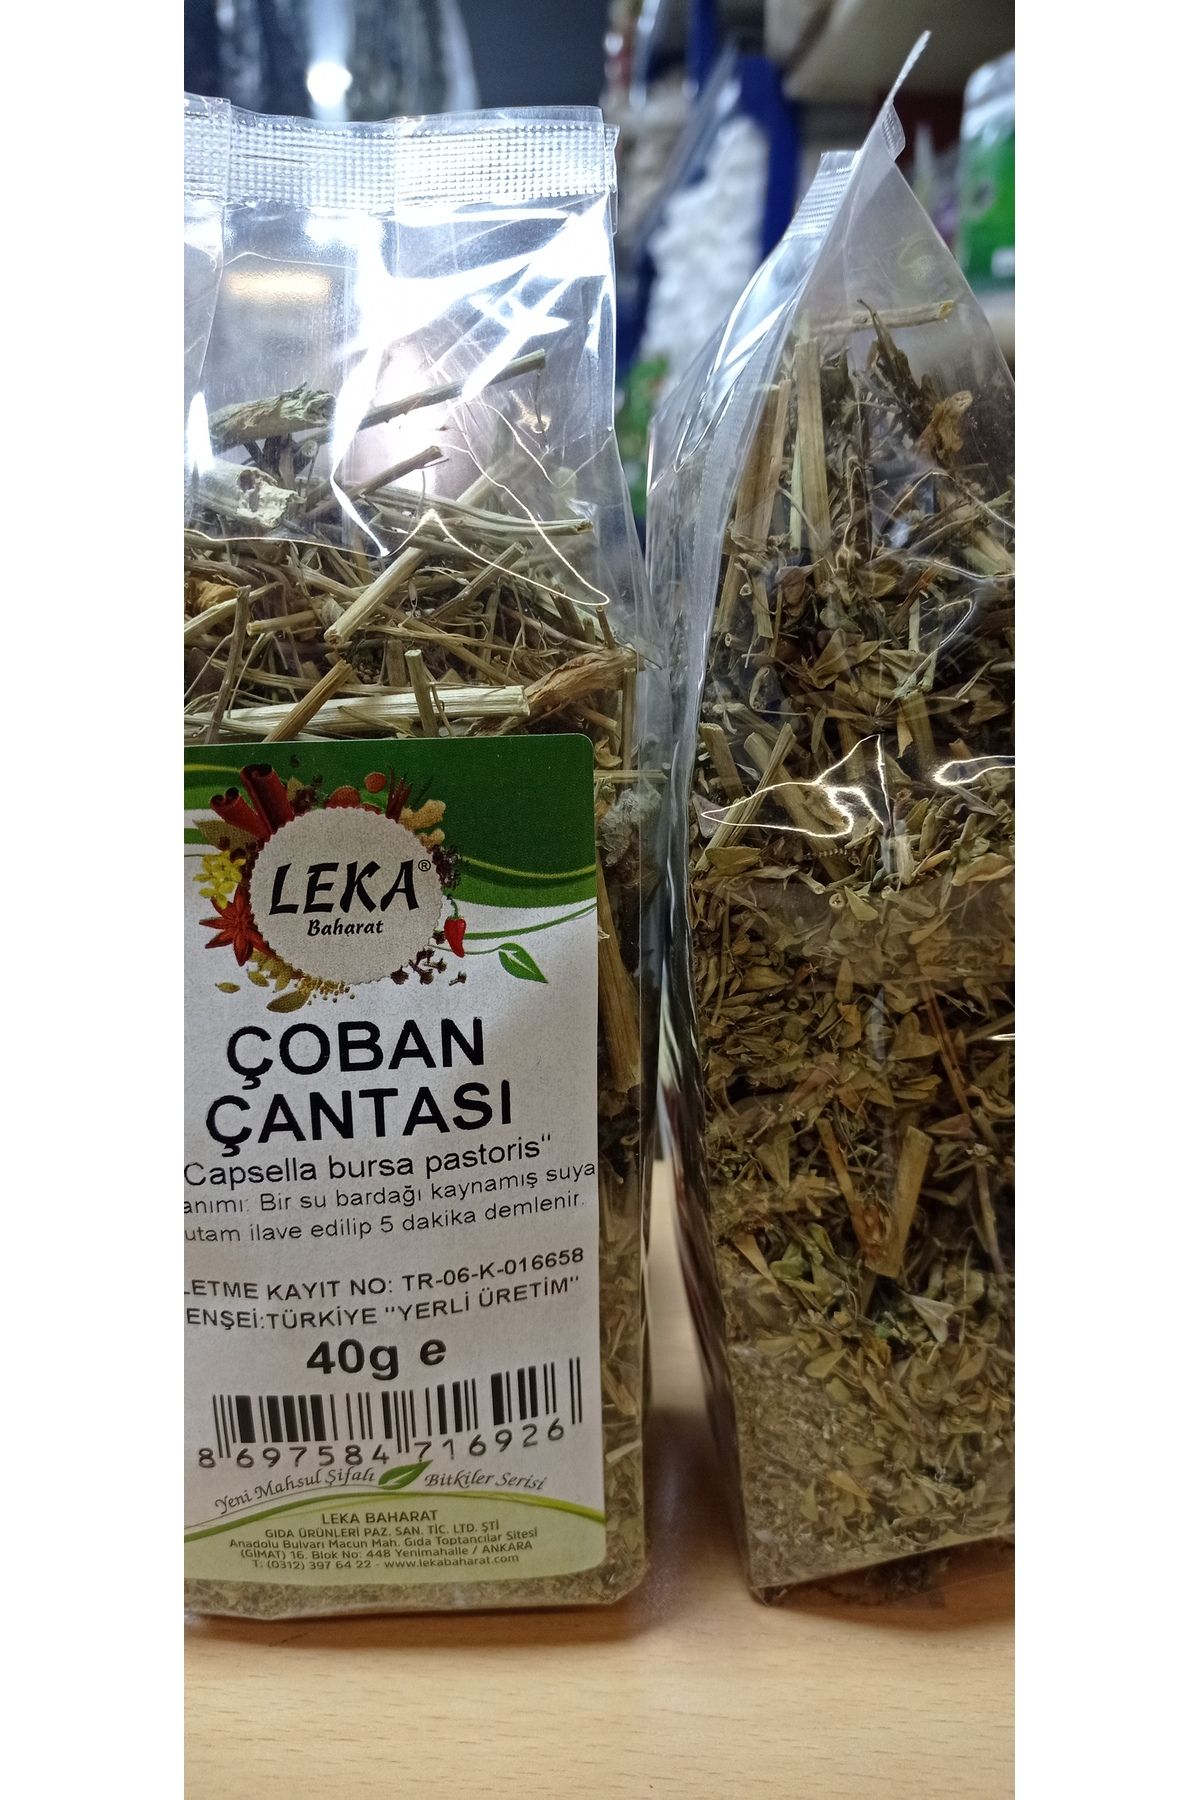 LEKA®
Baharat
ÇOBAN
ÇANTASI
Capsella bursa pastoris"
anımı: Bir su bardağı kaynamış suya
utam ilave edilip 5 dakika demlenir.
LETME KAYIT NO: TR-06-K-016658
ENŞEİ:TÜRKİYE "YERLİ ÜRETİM"
40g e
8 697584 716926
Yeni Mahsul Şifalı Bitkiler Serisi
LEKA BAHARAT
GIDA ÜRÜNLERİ PAZ. SAN. TİC. LTD. ŞTİ
Anadolu Bulvarı Macun Mah. Gıda Toptancılar Sitesi
(GİMAT) 16. Blok No: 448 Yenimahalle / ANKARA
T: (0312) 397 64 22 - www.lekabaharat.com